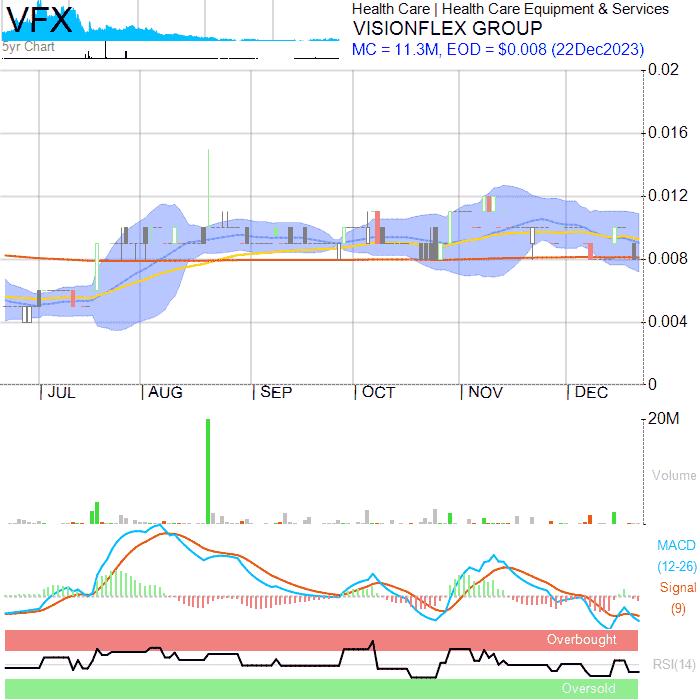 VFX
5yr Chart
Health Care | Health Care Equipment & Services
VISIONFLEX GROUP
MC = 11.3M, EOD = $0.008 (22Dec2023)
0.02
0.016
0.012
0.008
0.004
0
JUL
AUG
SEP
OCT
NOV
DEC
20M
Volume
MACD
(12-26)
Signal
(9)
Overbought
RSI(14)
Oversold